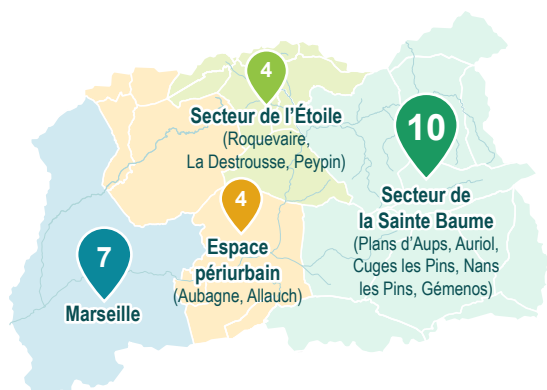 4
Secteur de l'Étoile
(Roquevaire,
La Destrousse, Peypin)
10
Secteur de
la Sainte Baume
(Plans d'Aups, Auriol,
Cuges les Pins, Nans
les Pins, Gémenos)
4
Espace
périurbain
(Aubagne, Allauch)
7
Marseille